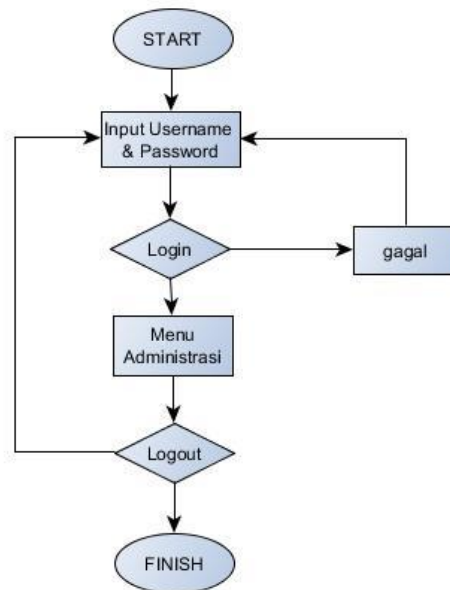 START
Input Username
& Password
Login
gagal
Menu
Administrasi
Logout
FINISH